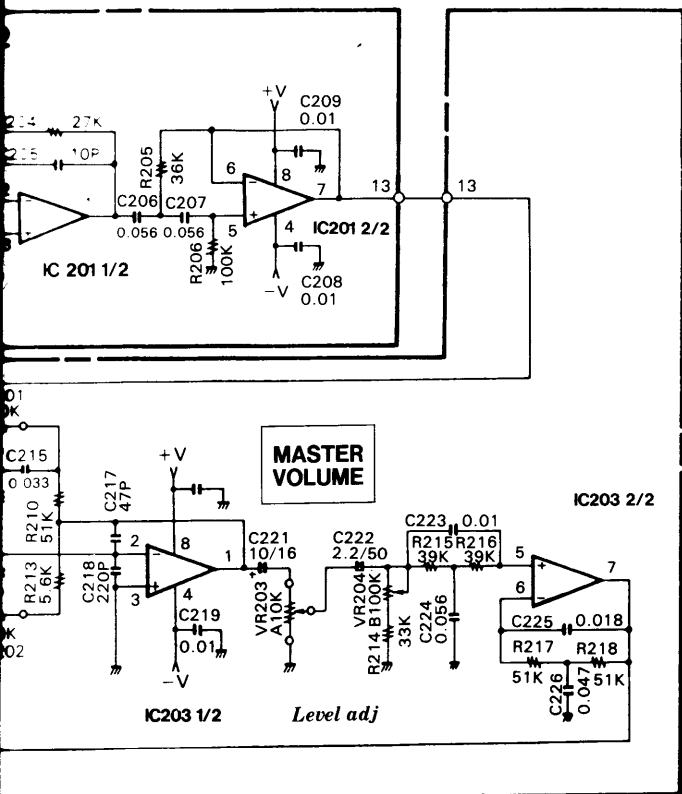 +V
C209
0.01
27K
10P
R205
36K
6
8
7
13
13
C206
C207
0.056
0.056
5
4
IC201 2/2
R206
100K
IC 201 1/2
C208
0.01
-V
C215
0.033
R210
51K
R213
5.6K
C217
47P
C218
220P
+V
MASTER
VOLUME
2
8
1
3
4
C221
10/16
VR203
A10K
C219
0.01
-V
IC203 1/2
Level adj
C222
2.2/50
VR204
B100K
R214
33K
C223
0.01
R215
R216
39K
39K
C224
0.056
IC203 2/2
5
7
6
C225
0.018
R217
R218
51K
51K
C226
0.047